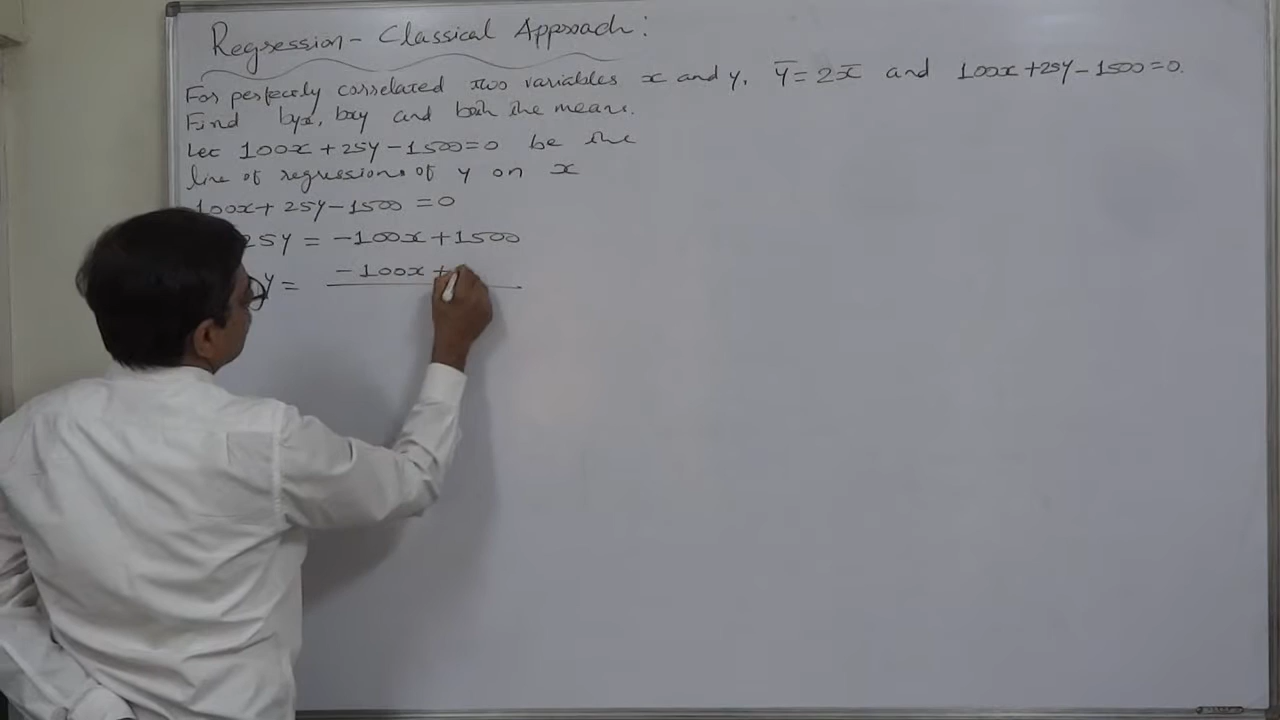 Regression - Classical Approach:
For perfectly correlated two variables x and y, ȳ = 2x̄ and 100x + 25y - 1500 = 0.
Find byx, bxy and both the means.
Let 100x + 25y - 1500 = 0 be the
line of regression of y on x
100x + 25y - 1500 = 0
25y = -100x + 1500
y = -100x +